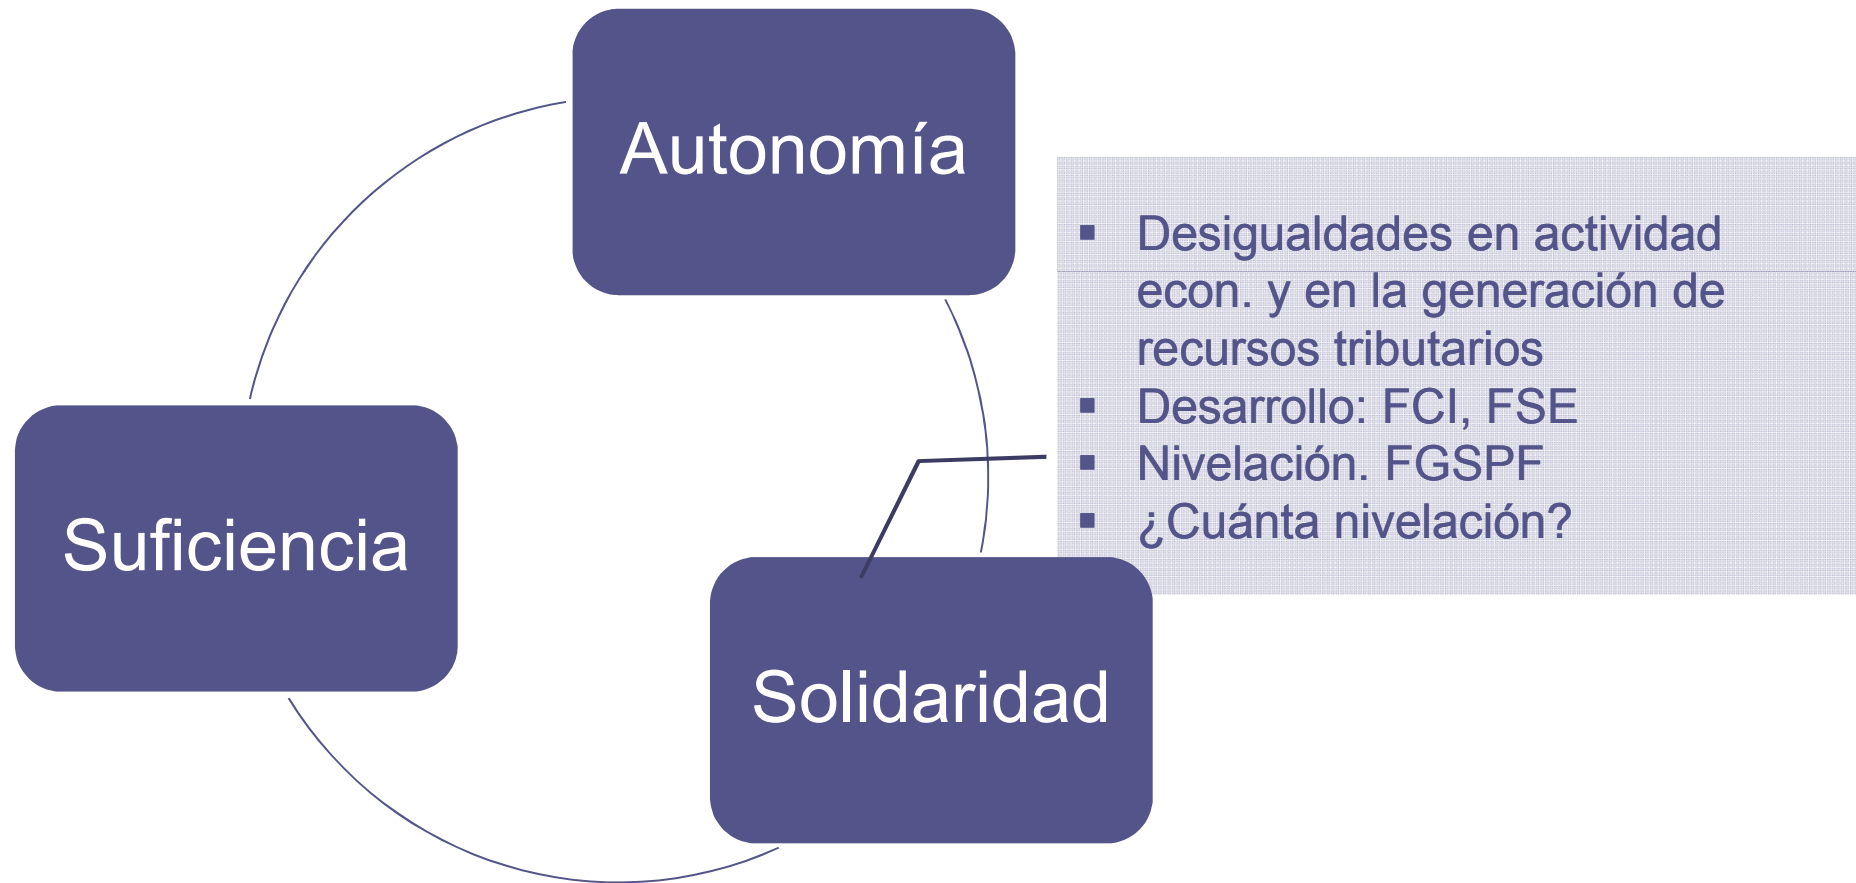 Autonomía
▪ Desigualdades en actividad
econ. y en la generación de
recursos tributarios
▪ Desarrollo: FCI, FSE
▪ Nivelación. FGSPF
▪ ¿Cuánta nivelación?
Suficiencia
Solidaridad